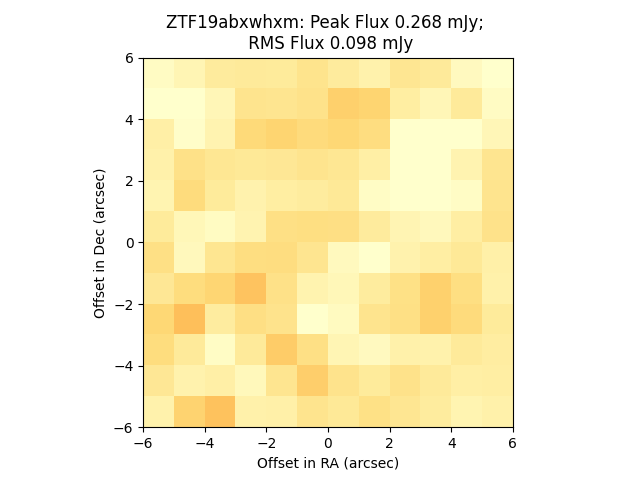 ZTF19abxwhxm: Peak Flux 0.268 mJy;
RMS Flux 0.098 mJy
Offset in Dec (arcsec)
6
4
2
0
−2
−4
−6
−6 −4 −2 0 2 4 6
Offset in RA (arcsec)